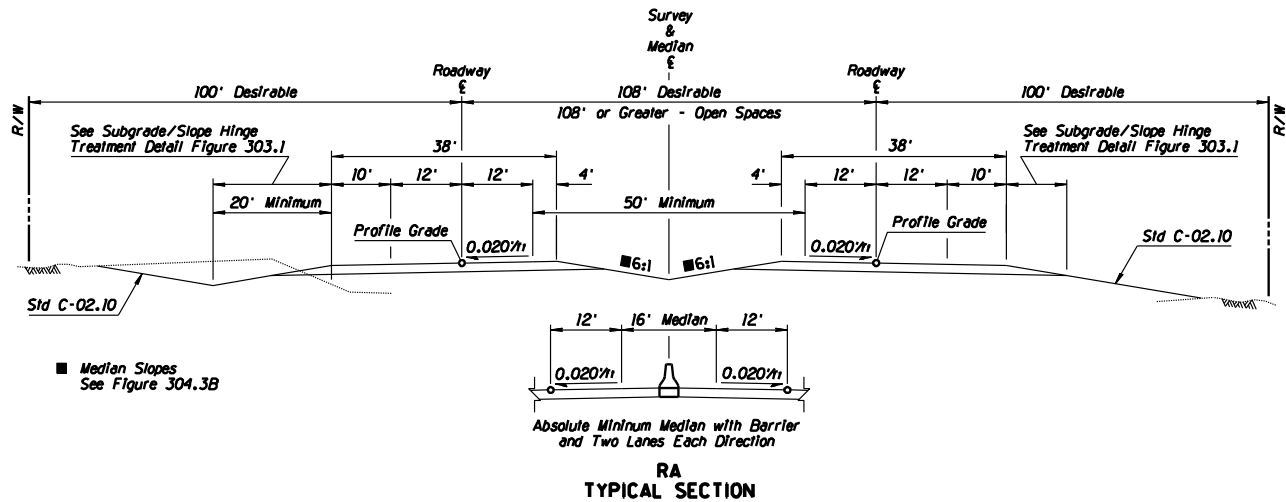 Survey
&
Median
℄
Roadway
℄
Roadway
℄
100' Desirable
108' Desirable
100' Desirable
108' or Greater - Open Spaces
R/W
R/W
See Subgrade/Slope Hinge
Treatment Detail Figure 303.1
See Subgrade/Slope Hinge
Treatment Detail Figure 303.1
38'
38'
10'
12'
12'
4'
4'
12'
12'
10'
20' Minimum
50' Minimum
Profile Grade
Profile Grade
0.020'/ft
0.020'/ft
Std C-02.10
6:1
6:1
Std C-02.10
12'
16' Median
12'
■ Median Slopes
See Figure 304.3B
0.020'/ft
0.020'/ft
Absolute Mininum Median with Barrier
and Two Lanes Each Direction
RA
TYPICAL SECTION